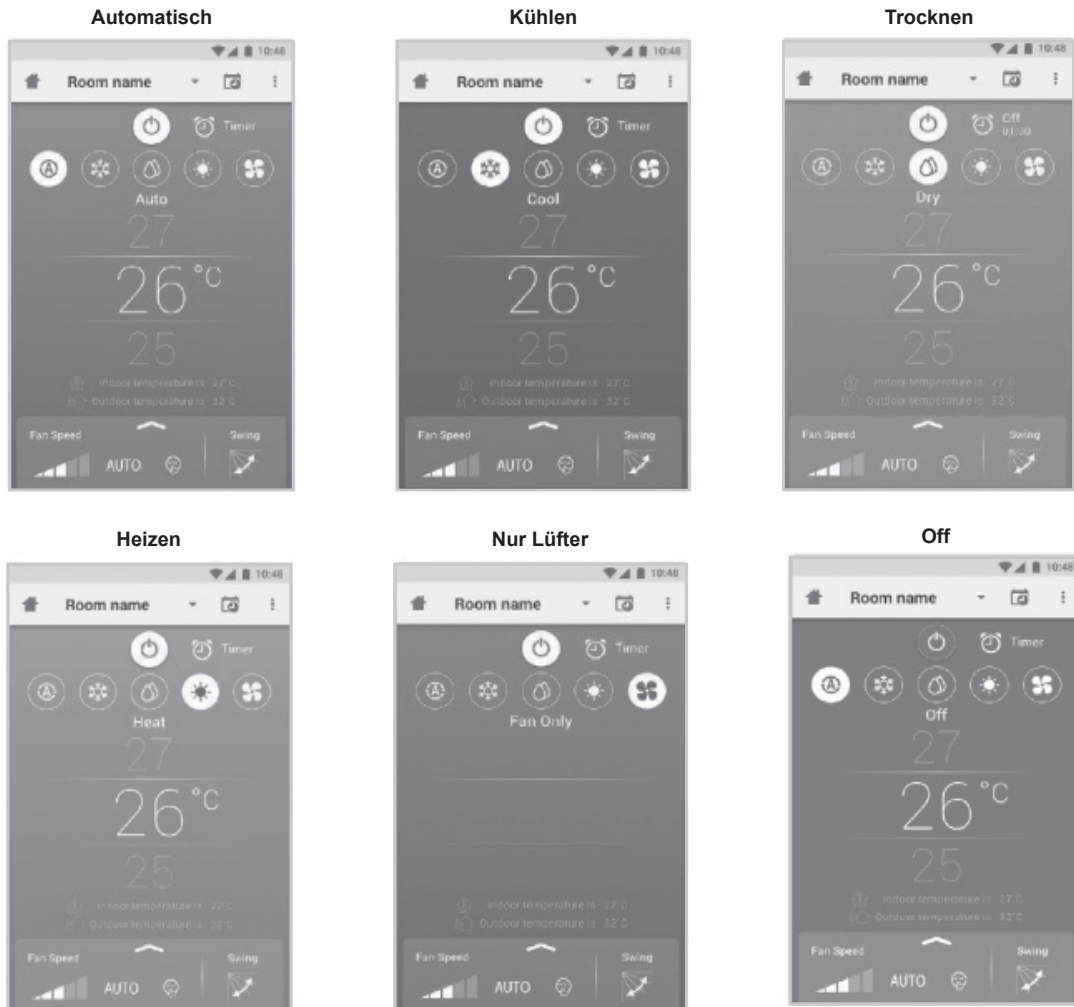 Automatisch
10:48
Room name
Timer
Auto
27
26°C
25
Indoor temperature is 27°C
Outdoor temperature is 32°C
Fan Speed
Swing
AUTO
Kühlen
10:48
Room name
Timer
Cool
27
26°C
25
Indoor temperature is 27°C
Outdoor temperature is 32°C
Fan Speed
Swing
AUTO
Trocknen
10:48
Room name
Off
01:00
Dry
27
26°C
25
Indoor temperature is 27°C
Outdoor temperature is 32°C
Fan Speed
Swing
AUTO
Heizen
10:48
Room name
Timer
Heat
27
26°C
25
Indoor temperature is 27°C
Outdoor temperature is 32°C
Fan Speed
Swing
AUTO
Nur Lüfter
10:48
Room name
Timer
Fan Only
Indoor temperature is 27°C
Outdoor temperature is 32°C
Fan Speed
Swing
AUTO
Off
10:48
Room name
Timer
Off
27
26°C
25
Indoor temperature is 27°C
Outdoor temperature is 32°C
Fan Speed
Swing
AUTO